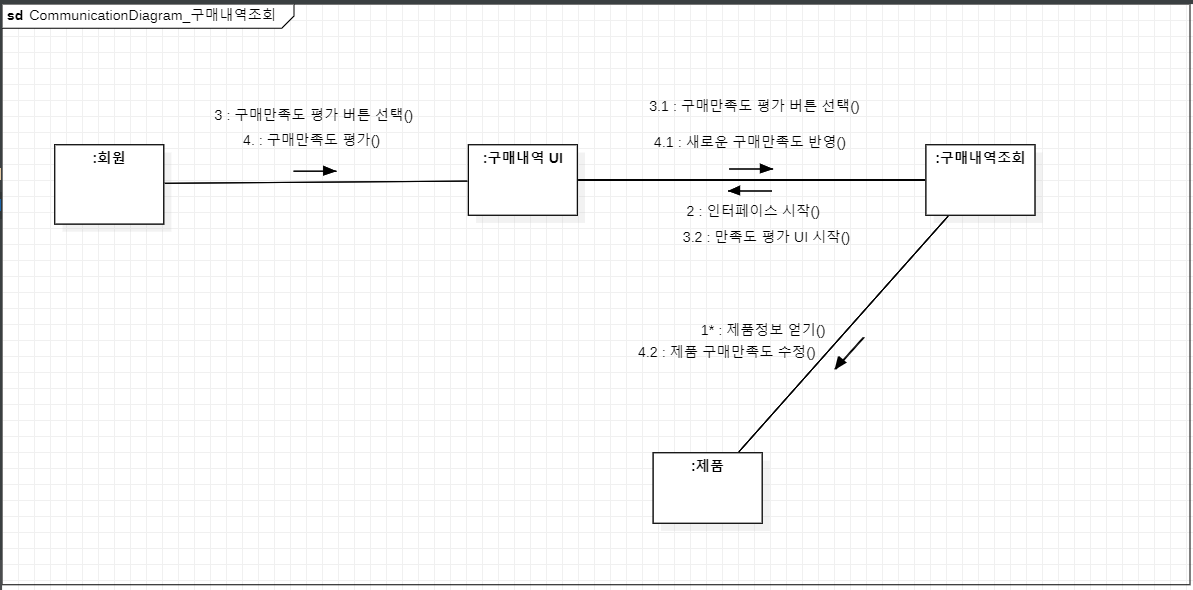 sd CommunicationDiagram_구매내역조회
3 : 구매만족도 평가 버튼 선택()
4. : 구매만족도 평가()
3.1 : 구매만족도 평가 버튼 선택()
4.1 : 새로운 구매만족도 반영()
:회원
:구매내역 UI
:구매내역조회
2 : 인터페이스 시작()
3.2 : 만족도 평가 UI 시작()
1* : 제품정보 얻기()
4.2 : 제품 구매만족도 수정()
:제품